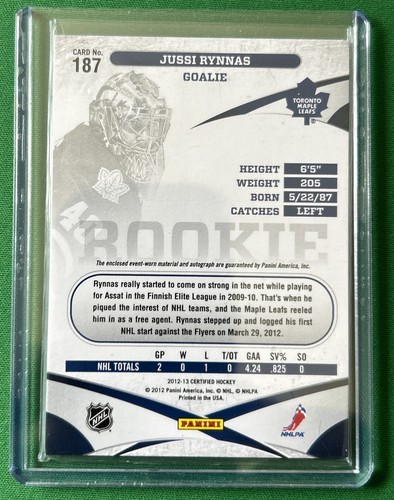 CARD No.
187
JUSSI RYNNAS
GOALIE
TORONTO
MAPLE
LEAFS
HEIGHT 6'5"
WEIGHT 205
BORN 5/22/87
CATCHES LEFT
ROOKIE
The enclosed event-worn material and autograph are guaranteed by Panini America, Inc.
Rynnas really started to come on strong in the net while playing
for Assat in the Finnish Elite League in 2009-10. That's when he
piqued the interest of NHL teams, and the Maple Leafs reeled
him in as a free agent. Rynnas stepped up and logged his first
NHL start against the Flyers on March 29, 2012.
GP W L T/OT GAA SV% SO
NHL TOTALS 2 0 1 0 4.24 .825 0
2012-13 CERTIFIED HOCKEY
© 2012 Panini America, Inc. © NHL, © NHLPA
Printed in the USA.
NHL
PANINI
NHLPA